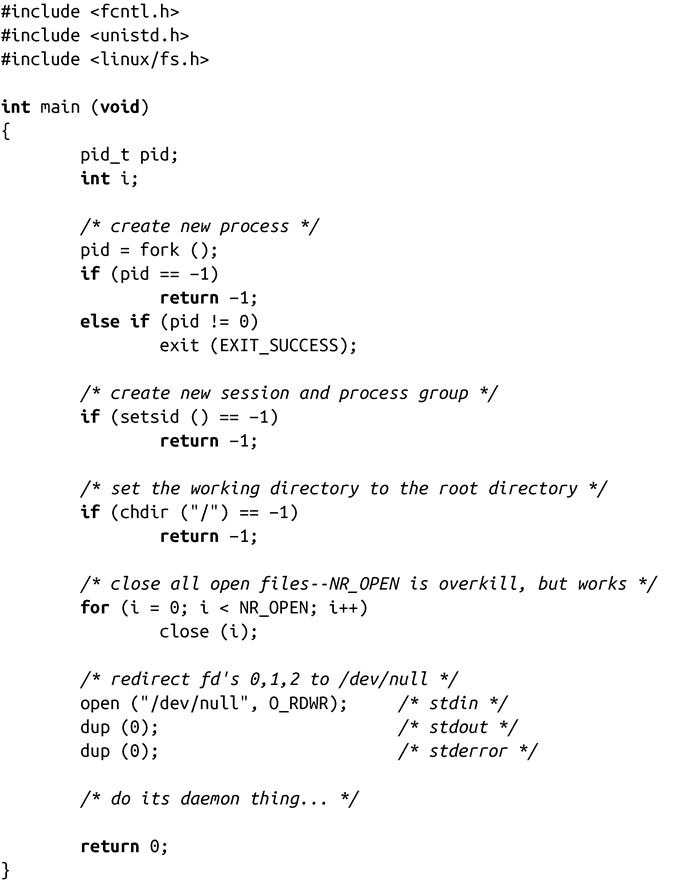 #include <fcntl.h>
#include <unistd.h>
#include <linux/fs.h>

int main (void)
{
        pid_t pid;
        int i;

        /* create new process */
        pid = fork ();
        if (pid == −1)
                return −1;
        else if (pid != 0)
                exit (EXIT_SUCCESS);

        /* create new session and process group */
        if (setsid () == −1)
                return −1;

        /* set the working directory to the root directory */
        if (chdir ("/") == −1)
                return −1;

        /* close all open files--NR_OPEN is overkill, but works */
        for (i = 0; i < NR_OPEN; i++)
                close (i);

        /* redirect fd's 0,1,2 to /dev/null */
        open ("/dev/null", O_RDWR);     /* stdin */
        dup (0);                        /* stdout */
        dup (0);                        /* stderror */

        /* do its daemon thing... */

        return 0;
}